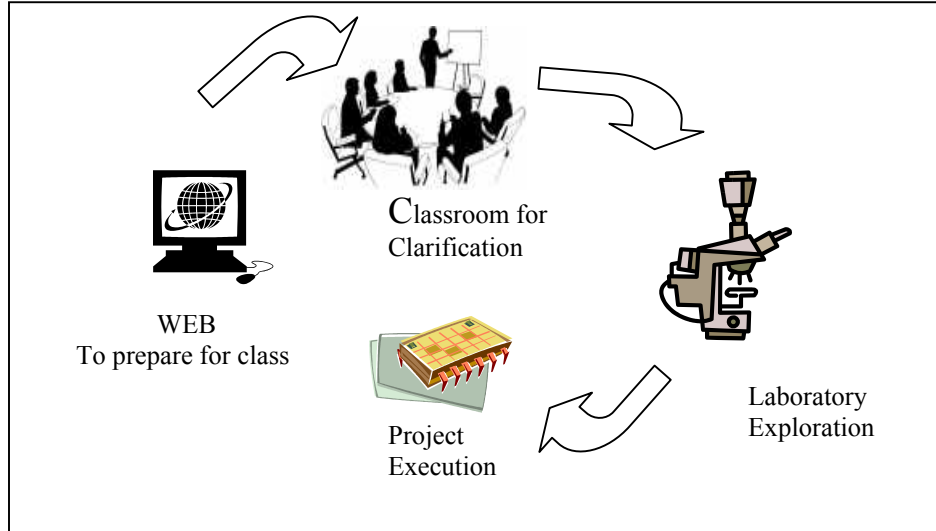 WEB
To prepare for class
Classroom for
Clarification
Laboratory
Exploration
Project
Execution